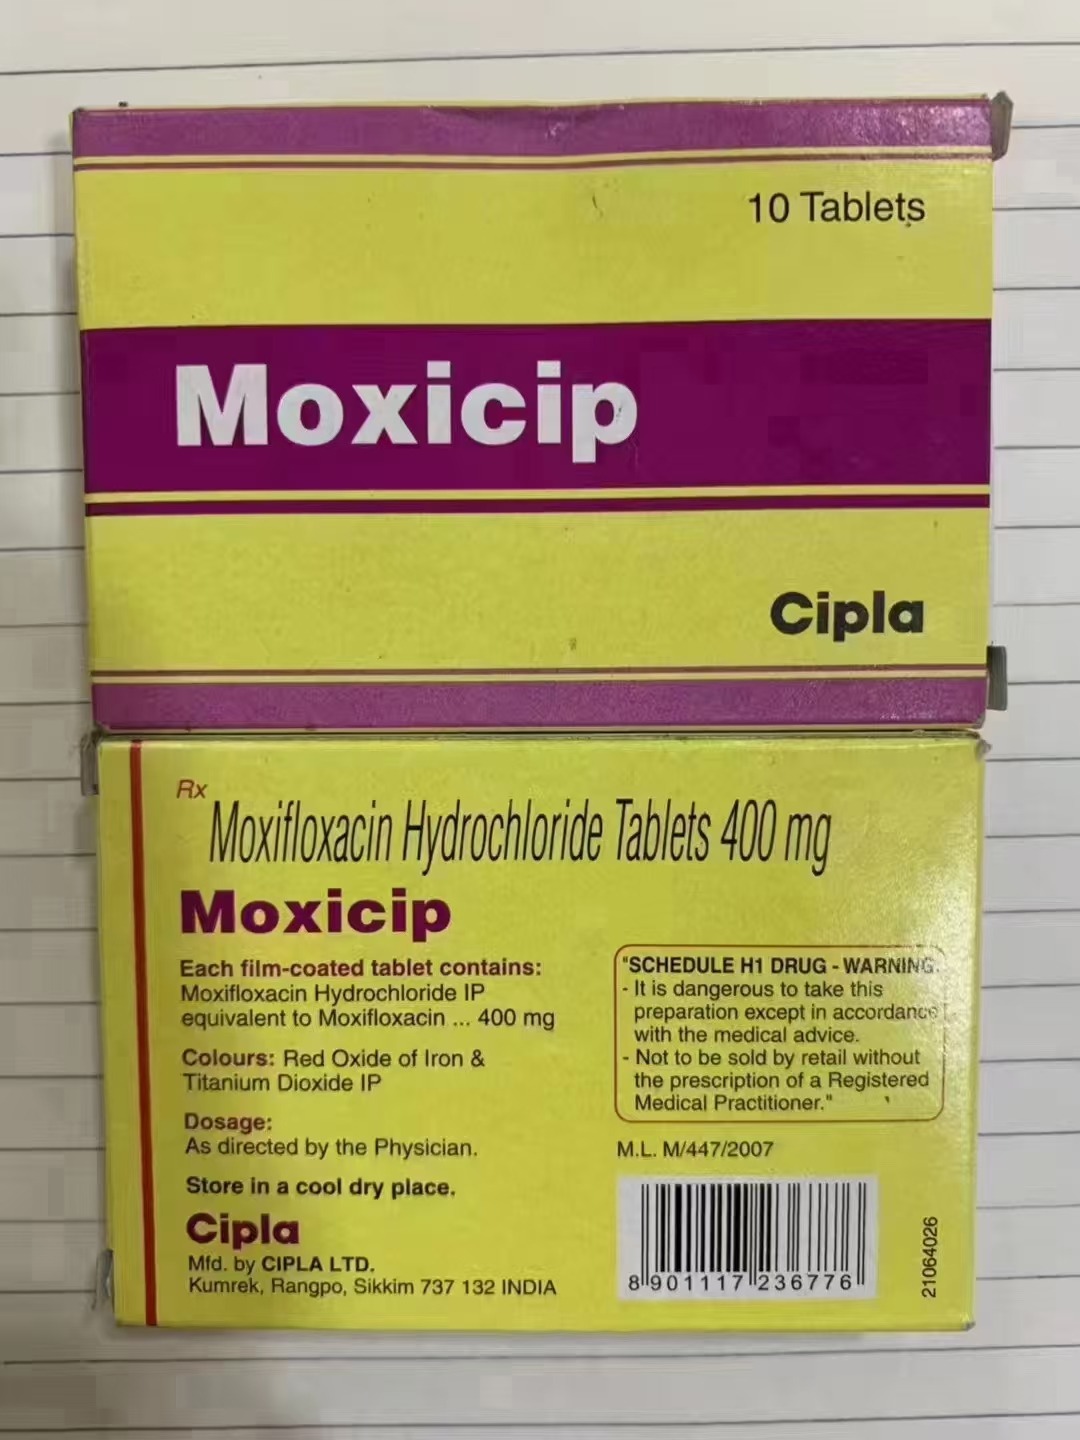 10 Tablets
Moxicip
Cipla
Rx
Moxifloxacin Hydrochloride Tablets 400 mg
Moxicip
Each film-coated tablet contains:
Moxifloxacin Hydrochloride IP
equivalent to Moxifloxacin ... 400 mg
Colours: Red Oxide of Iron &
Titanium Dioxide IP
Dosage:
As directed by the Physician.
Store in a cool dry place.
Cipla
Mfd. by CIPLA LTD.
Kumrek, Rangpo, Sikkim 737 132 INDIA
"SCHEDULE H1 DRUG - WARNING:
- It is dangerous to take this
preparation except in accordance
with the medical advice.
- Not to be sold by retail without
the prescription of a Registered
Medical Practitioner."
M.L. M/447/2007
8 901117 236776
21064026